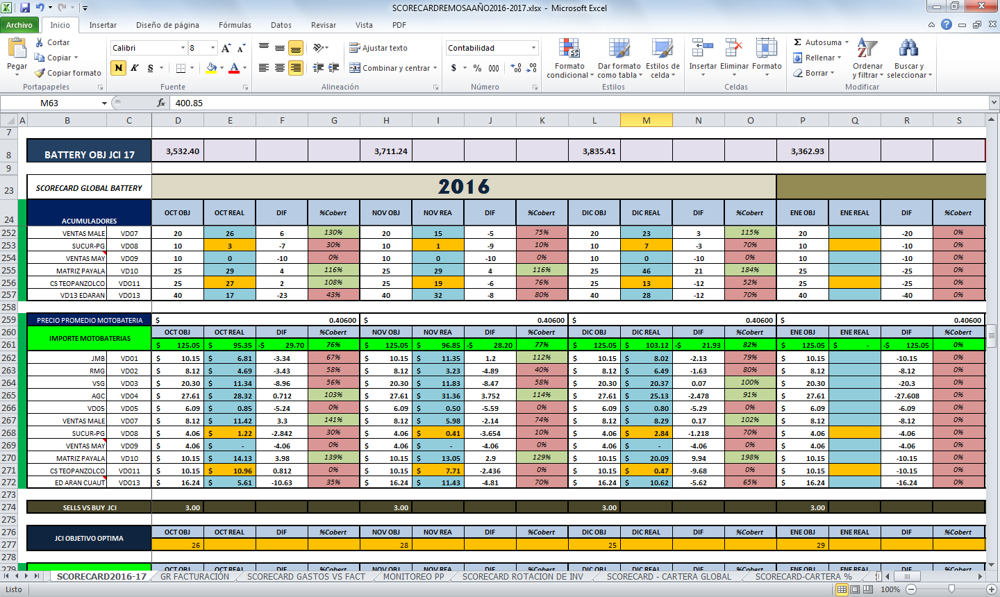 SCORECARDREMOSAAÑO2016-2017.xlsx - Microsoft Excel
Archivo Inicio Insertar Diseño de página Fórmulas Datos Revisar Vista PDF
Pegar Cortar Copiar Copiar formato Portapapeles
Calibri 8 N K S Fuente
Ajustar texto Combinar y centrar Alineación
Contabilidad $ % 000 Número
Formato condicional Dar formato como tabla Estilos de celda Estilos
Insertar Eliminar Formato Celdas
Σ Autosuma Rellenar Borrar Ordenar y filtrar Buscar y seleccionar Modificar
M63 fx 400.85
A B C D E F G H I J K L M N O P Q R S
7
8 BATTERY OBJ JCI 17 3,532.40 3,711.24 3,835.41 3,362.93
9
23 SCORECARD GLOBAL BATTERY 2016
24 ACUMULADORES OCT OBJ OCT REAL DIF %Cobert NOV OBJ NOV REA DIF %Cobert DIC OBJ DIC REAL DIF %Cobert ENE OBJ ENE REAL DIF %Cobert
252 VENTAS MALE VD07 20 26 6 130% 20 15 -5 75% 20 23 3 115% 20 -20 0%
253 SUCUR-PG VD08 10 3 -7 30% 10 1 -9 10% 10 7 -3 70% 10 -10 0%
254 VENTAS MAY VD09 10 0 -10 0% 10 0 -10 0% 10 0 -10 0% 10 -10 0%
255 MATRIZ PAYALA VD10 25 29 4 116% 25 29 4 116% 25 46 21 184% 25 -25 0%
256 CS TEOPANZOLCO VD011 25 27 2 108% 25 19 -6 76% 25 13 -12 52% 25 -25 0%
257 VD13 EDARAN VD013 40 17 -23 43% 40 32 -8 80% 40 28 -12 70% 40 -40 0%
258
259 PRECIO PROMEDIO MOTOBATERIA $ 0.40600 $ 0.40600 $ 0.40600 $ 0.40600
260 IMPORTE MOTOBATERIAS OCT OBJ OCT REAL DIF %Cobert NOV OBJ NOV REA DIF %Cobert DIC OBJ DIC REAL DIF %Cobert ENE OBJ ENE REAL DIF %Cobert
261 $ 125.05 $ 95.35 -$ 29.70 76% $ 125.05 $ 96.85 -$ 28.20 77% $ 125.05 $ 103.12 -$ 21.93 82% $ 125.05 $ - -$ 125.05 0%
262 JMB VD01 $ 10.15 $ 6.81 -3.34 67% $ 10.15 $ 11.35 1.2 112% $ 10.15 $ 8.02 -2.13 79% $ 10.15 -10.15 0%
263 RMG VD02 $ 8.12 $ 4.69 -3.43 58% $ 8.12 $ 3.23 -4.89 40% $ 8.12 $ 6.49 -1.63 80% $ 8.12 -8.12 0%
264 VSG VD03 $ 20.30 $ 11.34 -8.96 56% $ 20.30 $ 11.83 -8.47 58% $ 20.30 $ 20.37 0.07 100% $ 20.30 -20.3 0%
265 AGC VD04 $ 27.61 $ 28.32 0.712 103% $ 27.61 $ 31.36 3.752 114% $ 27.61 $ 25.13 -2.478 91% $ 27.61 -27.608 0%
266 VD05 VD05 $ 6.09 $ 0.85 -5.24 0% $ 6.09 $ 0.50 -5.59 0% $ 6.09 $ 0.80 -5.29 0% $ 6.09 -6.09 0%
267 VENTAS MALE VD07 $ 8.12 $ 11.42 3.3 141% $ 8.12 $ 5.98 -2.14 74% $ 8.12 $ 8.29 0.17 102% $ 8.12 -8.12 0%
268 SUCUR-PG VD08 $ 4.06 $ 1.22 -2.842 30% $ 4.06 $ 0.41 -3.654 10% $ 4.06 $ 2.84 -1.218 70% $ 4.06 -4.06 0%
269 VENTAS MAY VD09 $ 4.06 $ - -4.06 0% $ 4.06 $ - -4.06 0% $ 4.06 $ - -4.06 0% $ 4.06 -4.06 0%
270 MATRIZ PAYALA VD10 $ 10.15 $ 14.13 3.98 139% $ 10.15 $ 13.05 2.9 129% $ 10.15 $ 20.09 9.94 198% $ 10.15 -10.15 0%
271 CS TEOPANZOLCO VD011 $ 10.15 $ 10.96 0.812 0% $ 10.15 $ 7.71 -2.436 0% $ 10.15 $ 0.47 -9.68 0% $ 10.15 -10.15 0%
272 ED ARAN CUAUT VD013 $ 16.24 $ 5.61 -10.63 35% $ 16.24 $ 11.43 -4.81 70% $ 16.24 $ 10.62 -5.62 65% $ 16.24 -16.24 0%
273
274 SELLS VS BUY JCI 3.00 3.00 3.00 3.00
275
276 JCI OBJETIVO OPTIMA OCT OBJ OCT REAL DIF %Cobert NOV OBJ NOV REA DIF %Cobert DIC OBJ DIC REAL DIF %Cobert ENE OBJ ENE REAL DIF %Cobert
277 26 28 25 29
278
279 OCT OBJ OCT REAL DIF %Cobert NOV OBJ NOV REA DIF %Cobert DIC OBJ DIC REAL DIF %Cobert ENE OBJ ENE REAL DIF %Cobert
SCORECARD2016-17 GR FACTURACIÓN SCORECARD GASTOS VS FACT MONITOREO PP SCORECARD ROTACION DE INV SCORECARD - CARTERA GLOBAL SCORECARD-CARTERA %
Listo 100%